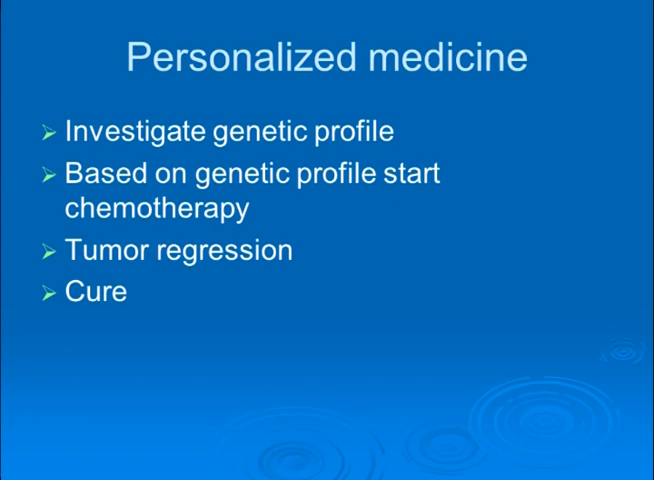 Personalized medicine
Investigate genetic profile
Based on genetic profile start
chemotherapy
Tumor regression
Cure